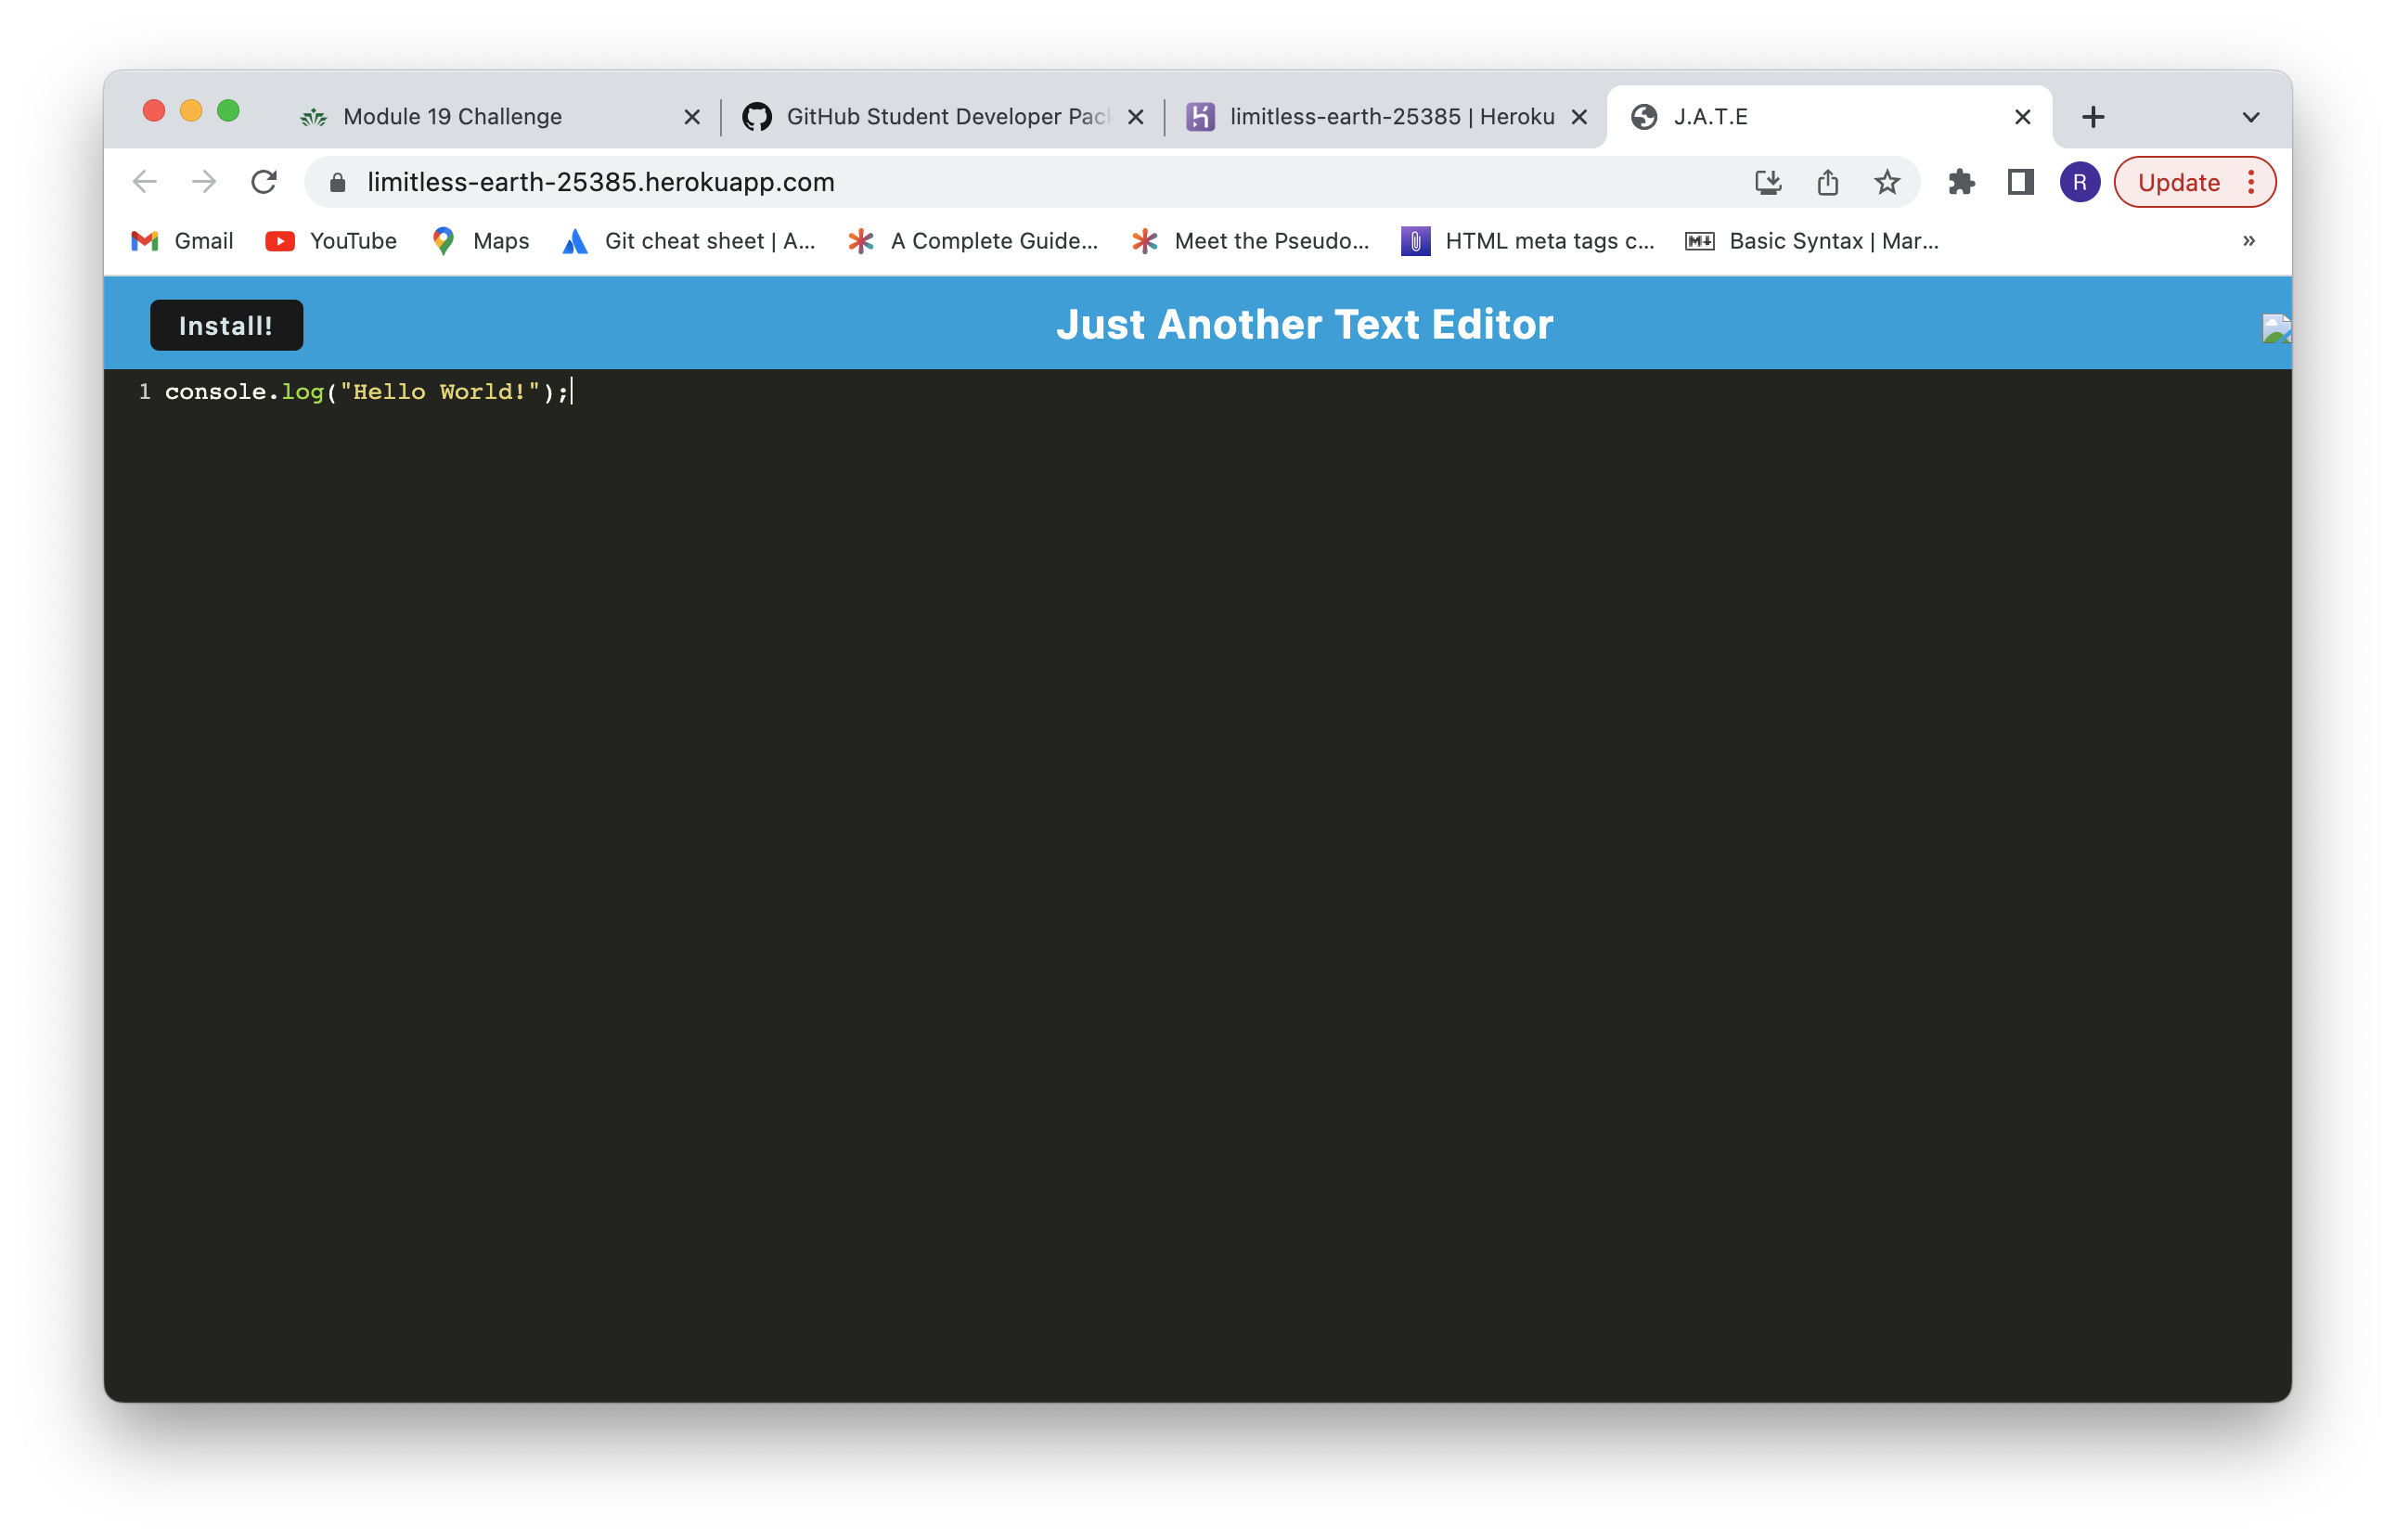 Module 19 Challenge
GitHub Student Developer Pac
limitless-earth-25385 | Heroku
J.A.T.E
limitless-earth-25385.herokuapp.com
R
Update
Gmail
YouTube
Maps
Git cheat sheet | A...
A Complete Guide...
Meet the Pseudo...
HTML meta tags c...
Basic Syntax | Mar...
»
Install!
Just Another Text Editor
1 console.log("Hello World!");